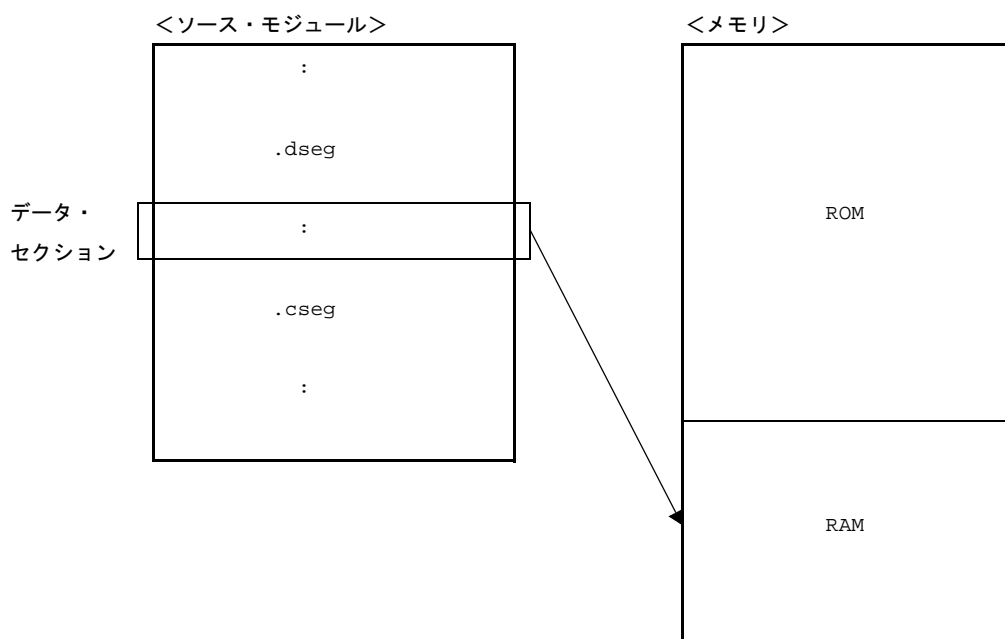 ＜ソース・モジュール＞
:
.dseg
データ・
セクション
:
.cseg
:
＜メモリ＞
ROM
RAM